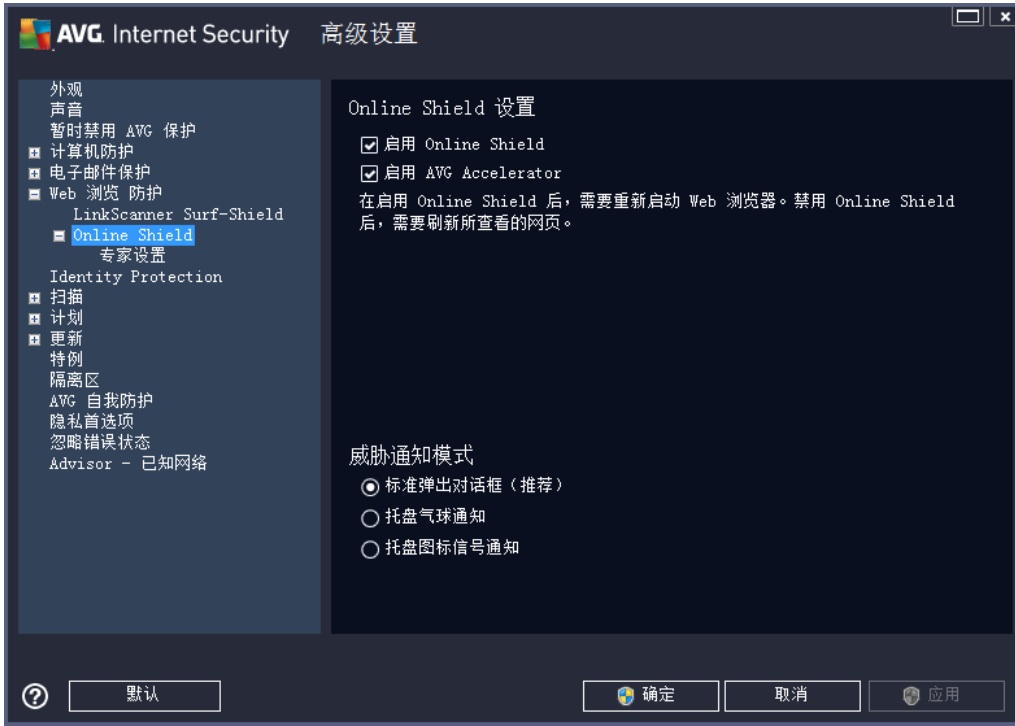 AVG. Internet Security 高级设置
外观
声音
暂时禁用 AVG 保护
计算机防护
电子邮件保护
Web 浏览 防护
LinkScanner Surf-Shield
Online Shield
专家设置
Identity Protection
扫描
计划
更新
特例
隔离区
AVG 自我防护
隐私首选项
忽略错误状态
Advisor - 已知网络
Online Shield 设置
启用 Online Shield
启用 AVG Accelerator
在启用 Online Shield 后，需要重新启动 Web 浏览器。禁用 Online Shield
后，需要刷新所查看的网页。
威胁通知模式
标准弹出对话框（推荐）
托盘气球通知
托盘图标信号通知
默认
确定
取消
应用